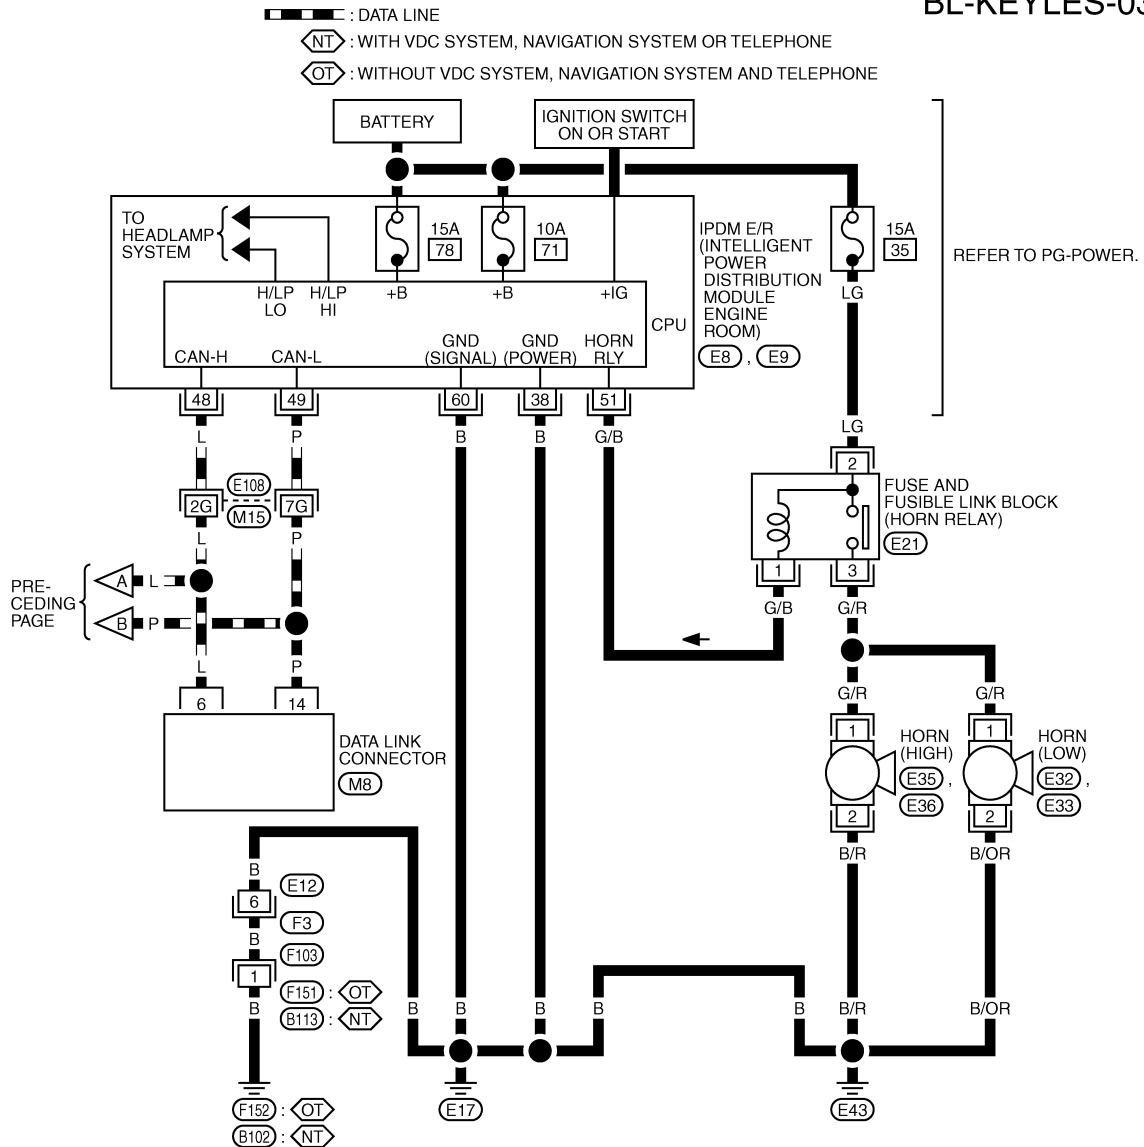 BL-KEYLES-03
: DATA LINE
NT : WITH VDC SYSTEM, NAVIGATION SYSTEM OR TELEPHONE
OT : WITHOUT VDC SYSTEM, NAVIGATION SYSTEM AND TELEPHONE
BATTERY
IGNITION SWITCH
ON OR START
TO
HEADLAMP
SYSTEM
15A
78
10A
71
IPDM E/R
(INTELLIGENT
POWER
DISTRIBUTION
MODULE
ENGINE
ROOM)
E8 , E9
15A
35
REFER TO PG-POWER.
H/LP
LO
H/LP
HI
+B
+B
+IG
LG
CPU
CAN-H
CAN-L
GND
(SIGNAL)
GND
(POWER)
HORN
RLY
48
49
60
38
51
L
P
B
B
G/B
LG
2
FUSE AND
FUSIBLE LINK BLOCK
(HORN RELAY)
E21
2G
E108
M15
7G
L
P
1
3
G/B
G/R
PRE-
CEDING
PAGE
A
L
B
P
L
P
6
14
DATA LINK
CONNECTOR
M8
G/R
G/R
1
1
HORN
(HIGH)
E35 ,
E36
HORN
(LOW)
E32 ,
E33
2
2
B/R
B/OR
B
6
E12
F3
B
F103
1
F151 : OT
B113 : NT
B
B
B
B
B
B
B/R
B/OR
F152 : OT
B102 : NT
E17
E43